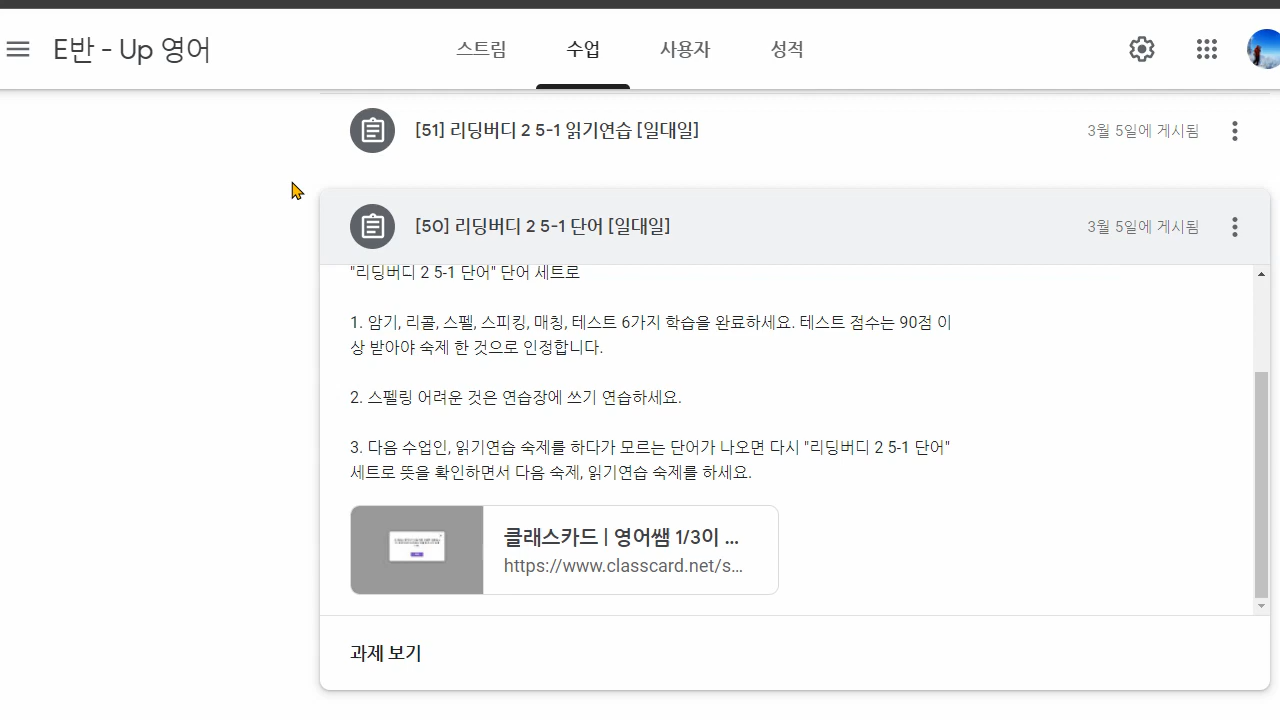 E반 - Up 영어
스트림
수업
사용자
성적
[51] 리딩버디 2 5-1 읽기연습 [일대일]
3월 5일에 게시됨
[50] 리딩버디 2 5-1 단어 [일대일]
3월 5일에 게시됨
"리딩버디 2 5-1 단어" 단어 세트로
1. 암기, 리콜, 스펠, 스피킹, 매칭, 테스트 6가지 학습을 완료하세요. 테스트 점수는 90점 이
상 받아야 숙제 한 것으로 인정합니다.
2. 스펠링 어려운 것은 연습장에 쓰기 연습하세요.
3. 다음 수업인, 읽기연습 숙제를 하다가 모르는 단어가 나오면 다시 "리딩버디 2 5-1 단어"
세트로 뜻을 확인하면서 다음 숙제, 읽기연습 숙제를 하세요.
클래스카드 | 영어쌤 1/3이 ...
https://www.classcard.net/s...
과제 보기